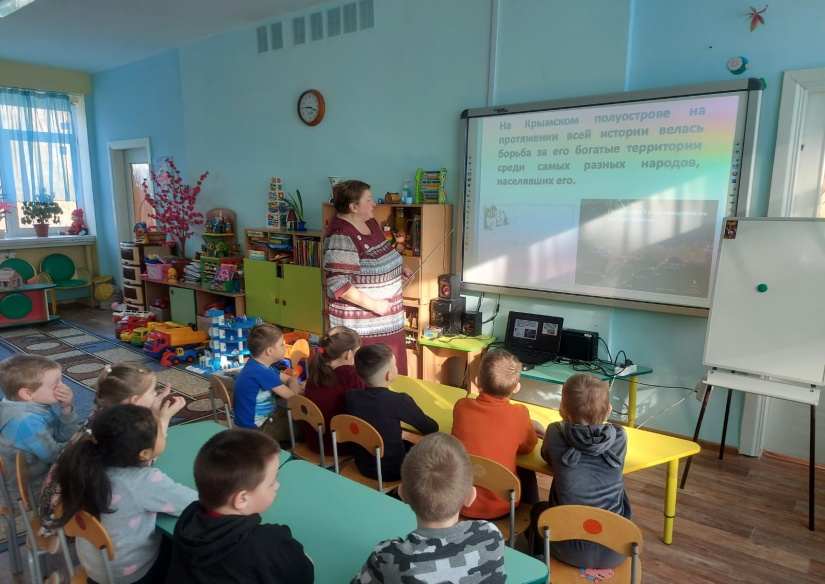 На Крымском полуострове на
протяжении всей истории велась
борьба за его богатые территории
среди самых разных народов,
населявших его.